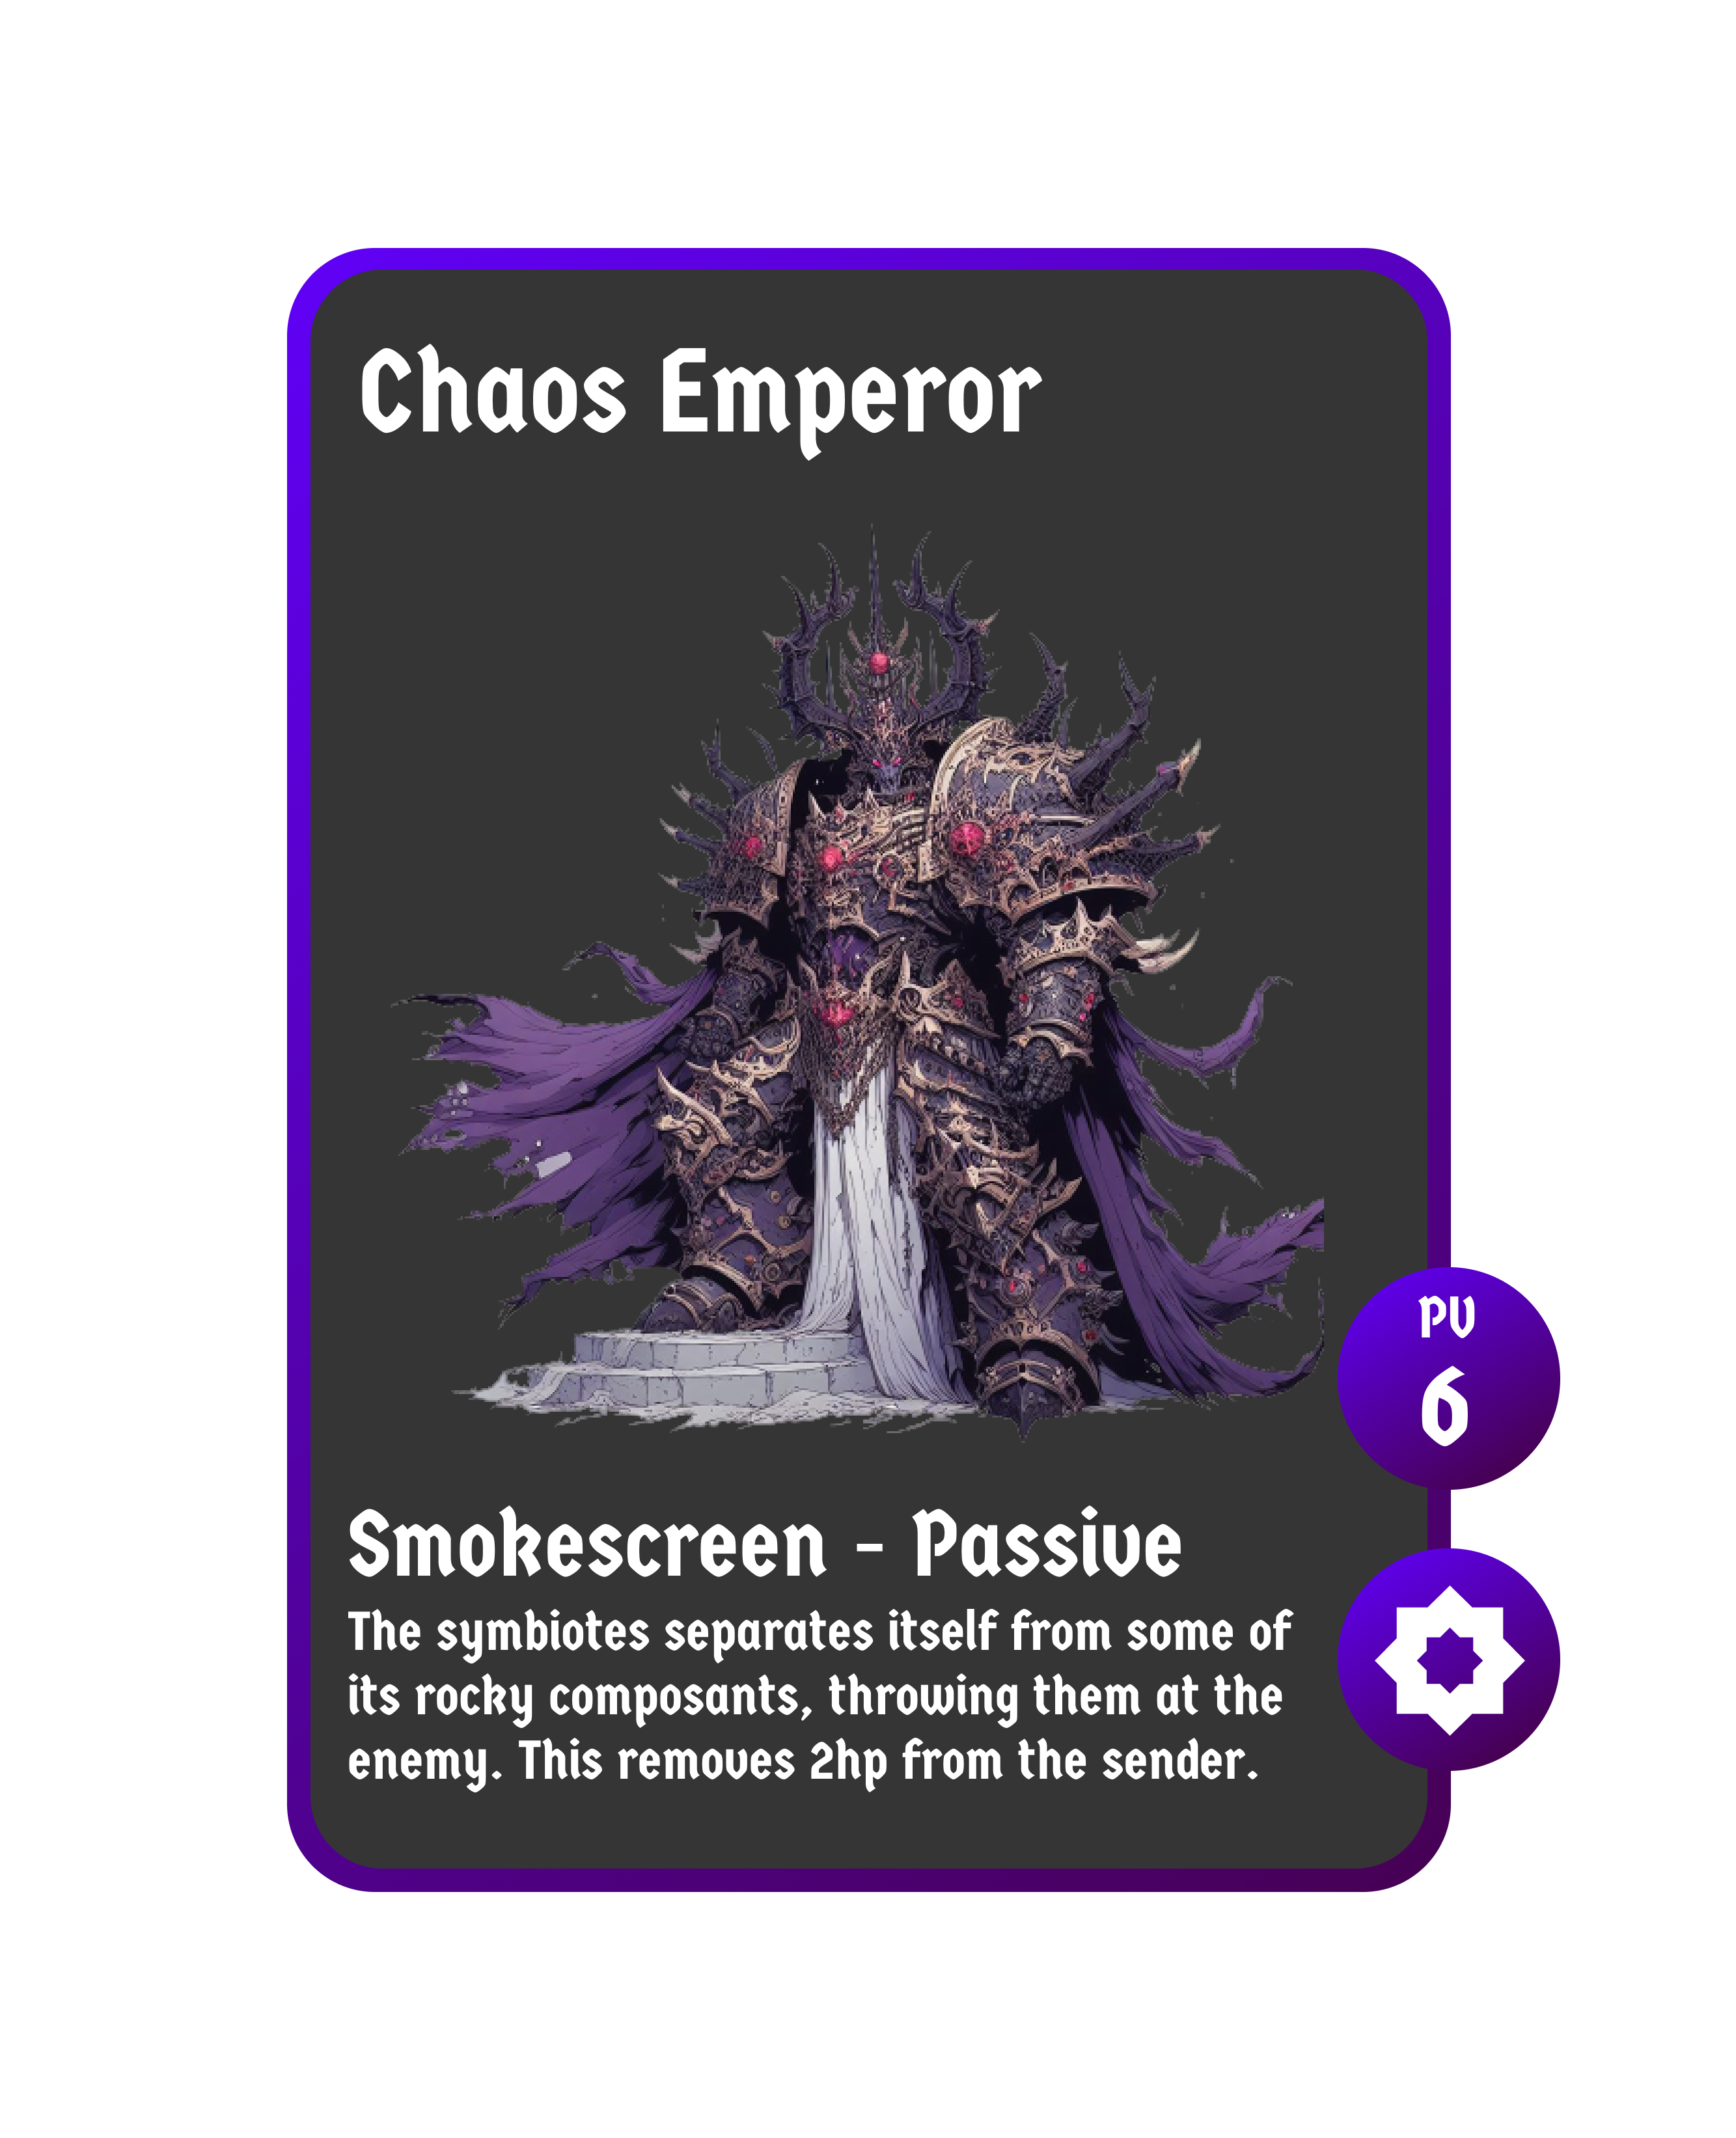 Chaos Emperor
PV
6
Smokescreen - Passive
The symbiotes separates itself from some of
its rocky composants, throwing them at the
enemy. This removes 2hp from the sender.